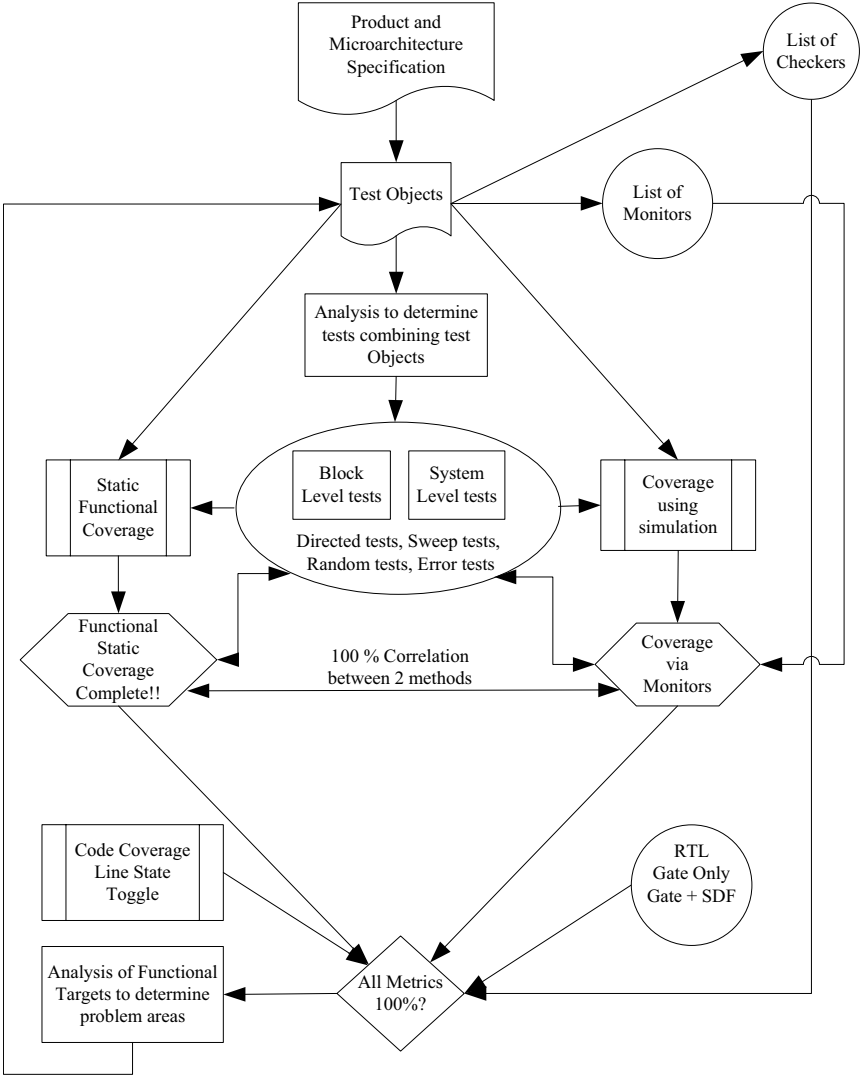 Product and
Microarchitecture
Specification
List of
Checkers
Test Objects
List of
Monitors
Analysis to determine
tests combining test
Objects
Static
Functional
Coverage
Block
Level tests
System
Level tests
Directed tests, Sweep tests,
Random tests, Error tests
Coverage
using
simulation
Functional
Static
Coverage
Complete!!
100 % Correlation
between 2 methods
Coverage
via
Monitors
Code Coverage
Line State
Toggle
RTL
Gate Only
Gate + SDF
Analysis of Functional
Targets to determine
problem areas
All Metrics
100%?